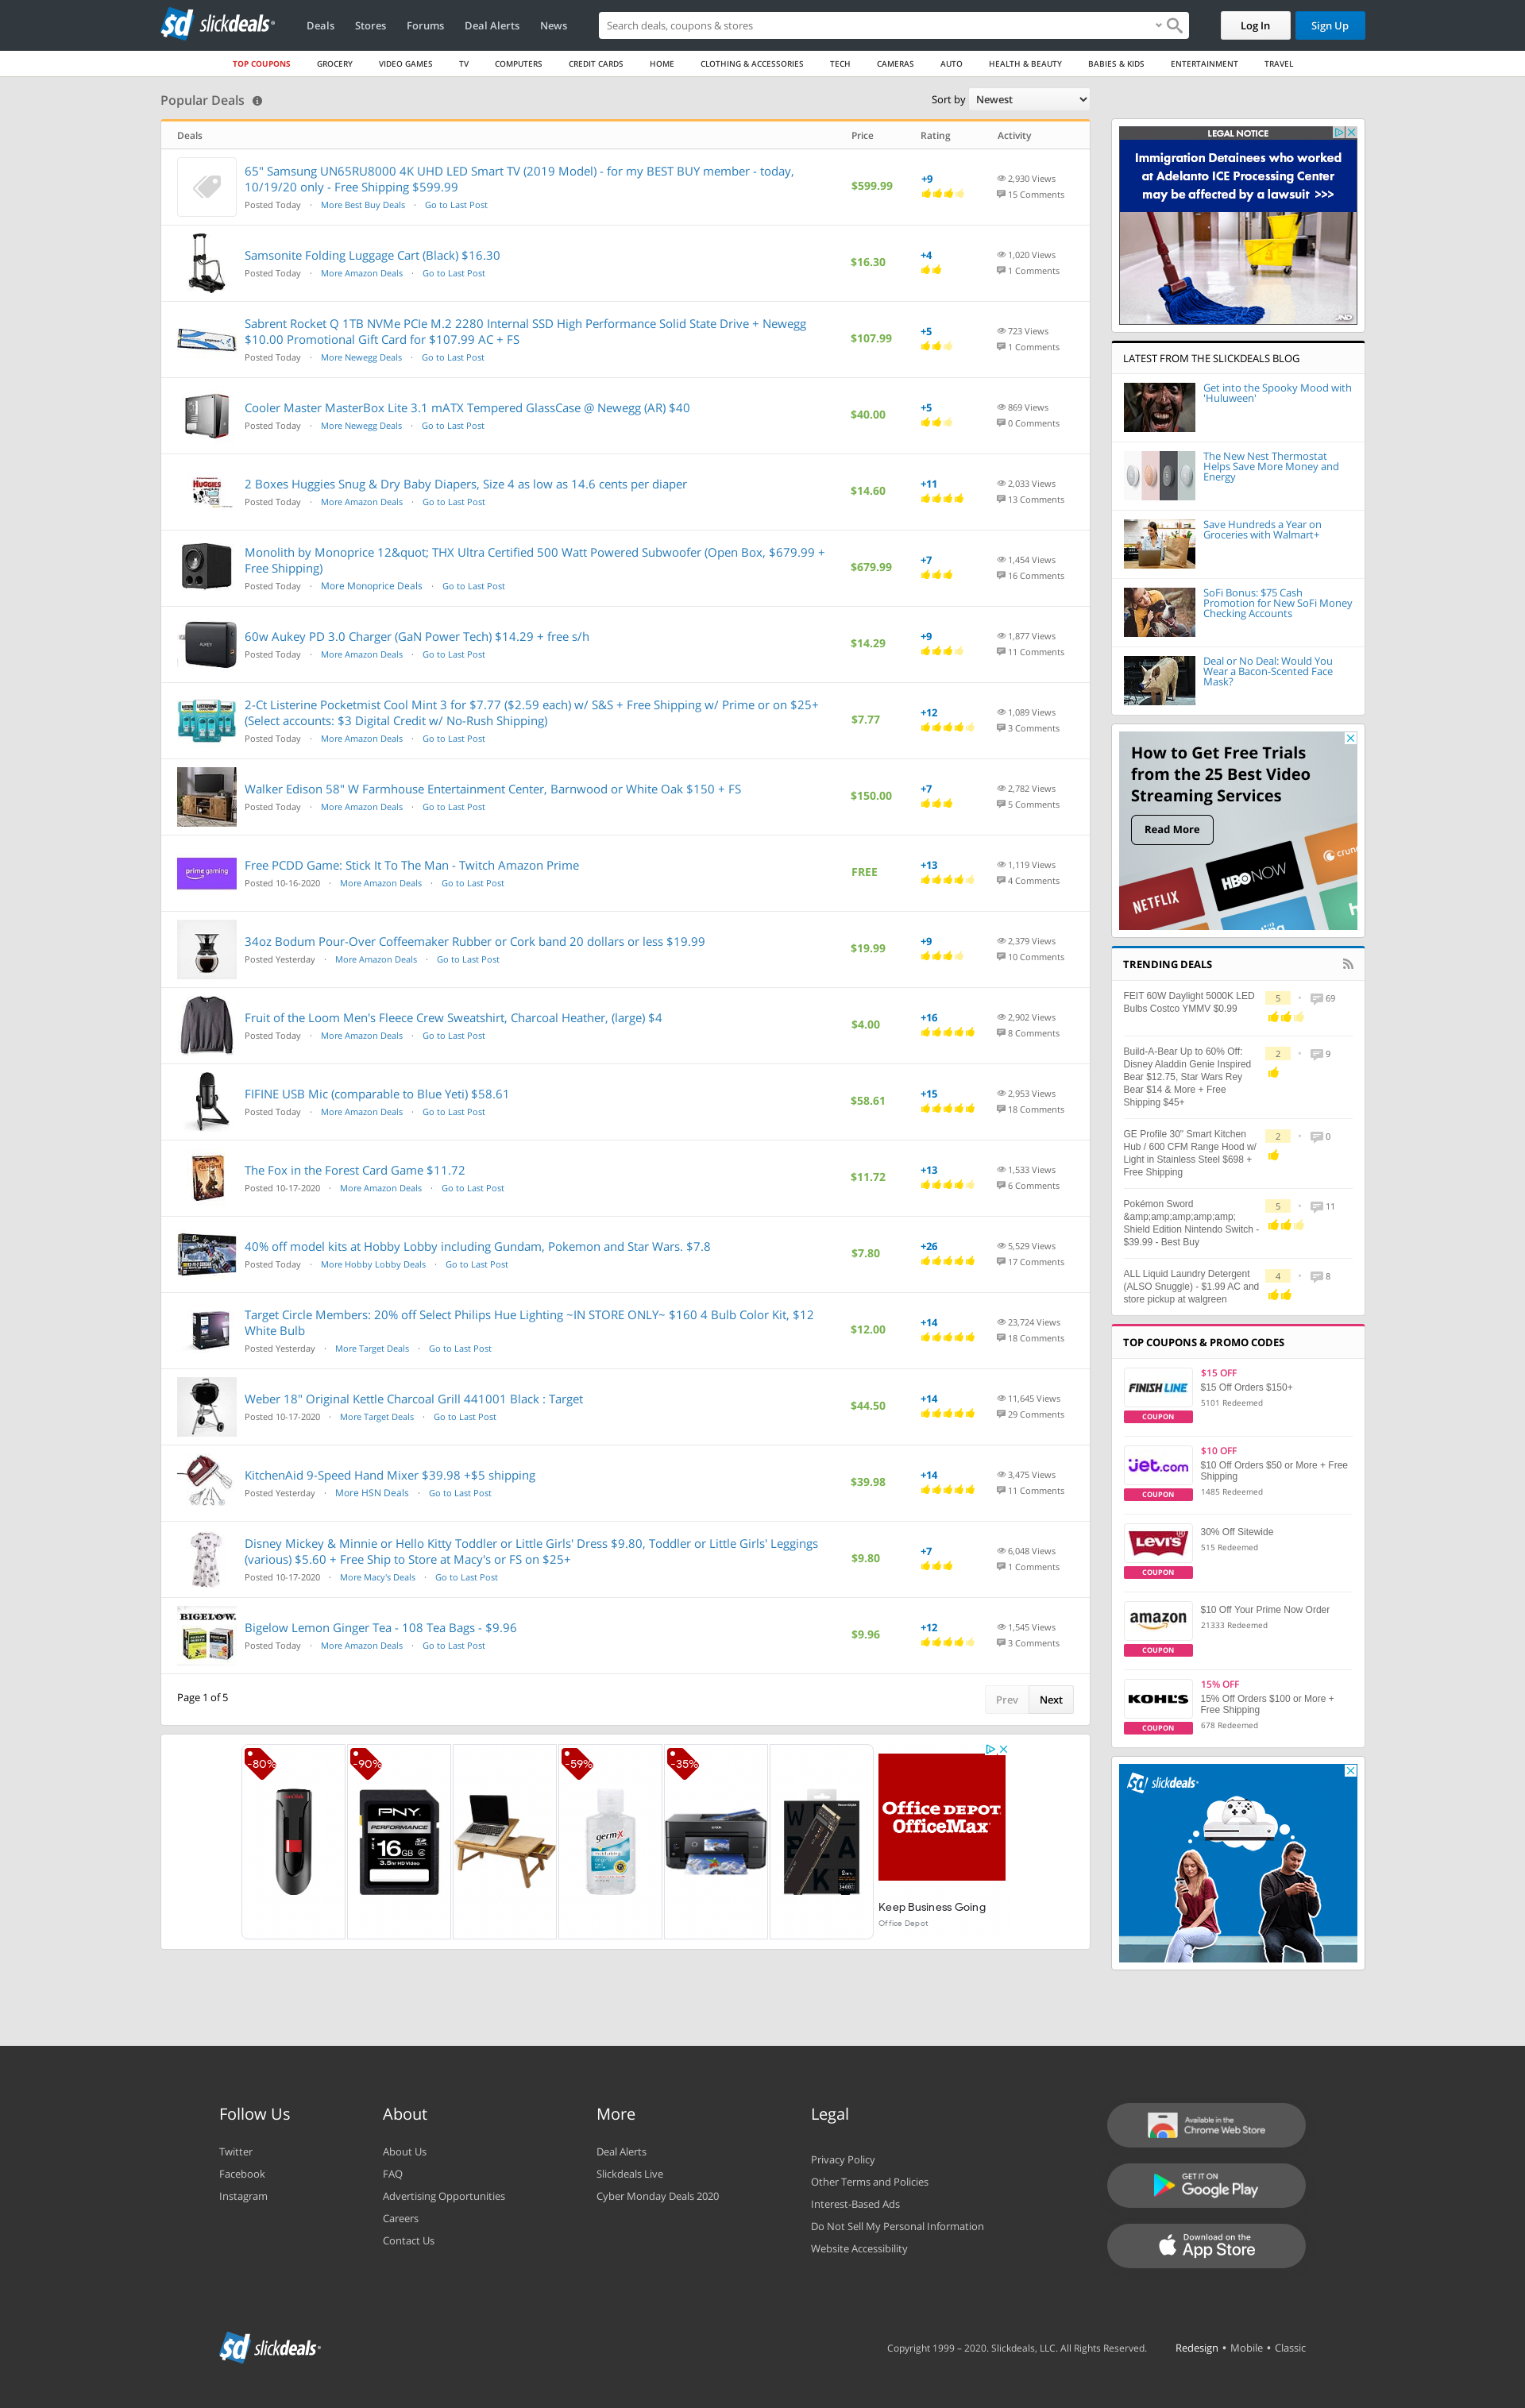 sd slickdeals
Deals
Stores
Forums
Deal Alerts
News
Search deals, coupons & stores
Log In
Sign Up
TOP COUPONS
GROCERY
VIDEO GAMES
TV
COMPUTERS
CREDIT CARDS
HOME
CLOTHING & ACCESSORIES
TECH
CAMERAS
AUTO
HEALTH & BEAUTY
BABIES & KIDS
ENTERTAINMENT
TRAVEL
Popular Deals
Sort by Newest
Deals Price Rating Activity
65" Samsung UN65RU8000 4K UHD LED Smart TV (2019 Model) - for my BEST BUY member - today,
10/19/20 only - Free Shipping $599.99
Posted Today · More Best Buy Deals · Go to Last Post
$599.99
+9
2,930 Views
15 Comments
Samsonite Folding Luggage Cart (Black) $16.30
Posted Today · More Amazon Deals · Go to Last Post
$16.30
+4
1,020 Views
1 Comments
Sabrent Rocket Q 1TB NVMe PCIe M.2 2280 Internal SSD High Performance Solid State Drive + Newegg
$10.00 Promotional Gift Card for $107.99 AC + FS
Posted Today · More Newegg Deals · Go to Last Post
$107.99
+5
723 Views
1 Comments
Cooler Master MasterBox Lite 3.1 mATX Tempered GlassCase @ Newegg (AR) $40
Posted Today · More Newegg Deals · Go to Last Post
$40.00
+5
869 Views
0 Comments
HUGGIES
2 Boxes Huggies Snug & Dry Baby Diapers, Size 4 as low as 14.6 cents per diaper
Posted Today · More Amazon Deals · Go to Last Post
$14.60
+11
2,033 Views
13 Comments
Monolith by Monoprice 12&quot; THX Ultra Certified 500 Watt Powered Subwoofer (Open Box, $679.99 +
Free Shipping)
Posted Today · More Monoprice Deals · Go to Last Post
$679.99
+7
1,454 Views
16 Comments
AUKEY
60w Aukey PD 3.0 Charger (GaN Power Tech) $14.29 + free s/h
Posted Today · More Amazon Deals · Go to Last Post
$14.29
+9
1,877 Views
11 Comments
LISTERINE
2-Ct Listerine Pocketmist Cool Mint 3 for $7.77 ($2.59 each) w/ S&S + Free Shipping w/ Prime or on $25+
(Select accounts: $3 Digital Credit w/ No-Rush Shipping)
Posted Today · More Amazon Deals · Go to Last Post
$7.77
+12
1,089 Views
3 Comments
Walker Edison 58" W Farmhouse Entertainment Center, Barnwood or White Oak $150 + FS
Posted Today · More Amazon Deals · Go to Last Post
$150.00
+7
2,782 Views
5 Comments
prime gaming
Free PCDD Game: Stick It To The Man - Twitch Amazon Prime
Posted 10-16-2020 · More Amazon Deals · Go to Last Post
FREE
+13
1,119 Views
4 Comments
34oz Bodum Pour-Over Coffeemaker Rubber or Cork band 20 dollars or less $19.99
Posted Yesterday · More Amazon Deals · Go to Last Post
$19.99
+9
2,379 Views
10 Comments
Fruit of the Loom Men's Fleece Crew Sweatshirt, Charcoal Heather, (large) $4
Posted Today · More Amazon Deals · Go to Last Post
$4.00
+16
2,902 Views
8 Comments
FIFINE USB Mic (comparable to Blue Yeti) $58.61
Posted Today · More Amazon Deals · Go to Last Post
$58.61
+15
2,953 Views
18 Comments
The Fox in the Forest Card Game $11.72
Posted 10-17-2020 · More Amazon Deals · Go to Last Post
$11.72
+13
1,533 Views
6 Comments
40% off model kits at Hobby Lobby including Gundam, Pokemon and Star Wars. $7.8
Posted Today · More Hobby Lobby Deals · Go to Last Post
$7.80
+26
5,529 Views
17 Comments
Target Circle Members: 20% off Select Philips Hue Lighting ~IN STORE ONLY~ $160 4 Bulb Color Kit, $12
White Bulb
Posted Yesterday · More Target Deals · Go to Last Post
$12.00
+14
23,724 Views
18 Comments
Weber 18" Original Kettle Charcoal Grill 441001 Black : Target
Posted 10-17-2020 · More Target Deals · Go to Last Post
$44.50
+14
11,645 Views
29 Comments
KitchenAid 9-Speed Hand Mixer $39.98 +$5 shipping
Posted Yesterday · More HSN Deals · Go to Last Post
$39.98
+14
3,475 Views
11 Comments
Disney Mickey & Minnie or Hello Kitty Toddler or Little Girls' Dress $9.80, Toddler or Little Girls' Leggings
(various) $5.60 + Free Ship to Store at Macy's or FS on $25+
Posted 10-17-2020 · More Macy's Deals · Go to Last Post
$9.80
+7
6,048 Views
1 Comments
BIGELOW.
Bigelow Lemon Ginger Tea - 108 Tea Bags - $9.96
Posted Today · More Amazon Deals · Go to Last Post
$9.96
+12
1,545 Views
3 Comments
Page 1 of 5
Prev
Next
-80%
-90%
PNY
PERFORMANCE
16 GB
3.5hr HD Video
-59%
germ-X
-35%
Office DEPOT
OfficeMax
Keep Business Going
Office Depot
LEGAL NOTICE
Immigration Detainees who worked
at Adelanto ICE Processing Center
may be affected by a lawsuit >>>
JND
LATEST FROM THE SLICKDEALS BLOG
Get into the Spooky Mood with
'Huluween'
The New Nest Thermostat
Helps Save More Money and
Energy
Save Hundreds a Year on
Groceries with Walmart+
SoFi Bonus: $75 Cash
Promotion for New SoFi Money
Checking Accounts
Deal or No Deal: Would You
Wear a Bacon-Scented Face
Mask?
How to Get Free Trials
from the 25 Best Video
Streaming Services
Read More
NETFLIX
HBO NOW
crunc
h
ling
TRENDING DEALS
FEIT 60W Daylight 5000K LED
Bulbs Costco YMMV $0.99
5 • 69
Build-A-Bear Up to 60% Off:
Disney Aladdin Genie Inspired
Bear $12.75, Star Wars Rey
Bear $14 & More + Free
Shipping $45+
2 • 9
GE Profile 30" Smart Kitchen
Hub / 600 CFM Range Hood w/
Light in Stainless Steel $698 +
Free Shipping
2 • 0
Pokémon Sword
&amp;amp;amp;amp;amp;
Shield Edition Nintendo Switch -
$39.99 - Best Buy
5 • 11
ALL Liquid Laundry Detergent
(ALSO Snuggle) - $1.99 AC and
store pickup at walgreen
4 • 8
TOP COUPONS & PROMO CODES
FINISH LINE
COUPON
$15 OFF
$15 Off Orders $150+
5101 Redeemed
Jet.com
COUPON
$10 OFF
$10 Off Orders $50 or More + Free
Shipping
1485 Redeemed
LEVI'S
COUPON
30% Off Sitewide
515 Redeemed
amazon
COUPON
$10 Off Your Prime Now Order
21333 Redeemed
KOHL'S
COUPON
15% OFF
15% Off Orders $100 or More +
Free Shipping
678 Redeemed
sd slickdeals
Follow Us
Twitter
Facebook
Instagram
About
About Us
FAQ
Advertising Opportunities
Careers
Contact Us
More
Deal Alerts
Slickdeals Live
Cyber Monday Deals 2020
Legal
Privacy Policy
Other Terms and Policies
Interest-Based Ads
Do Not Sell My Personal Information
Website Accessibility
Available in the
Chrome Web Store
GET IT ON
Google Play
Download on the
App Store
sd slickdeals
Copyright 1999 – 2020. Slickdeals, LLC. All Rights Reserved.
Redesign • Mobile • Classic